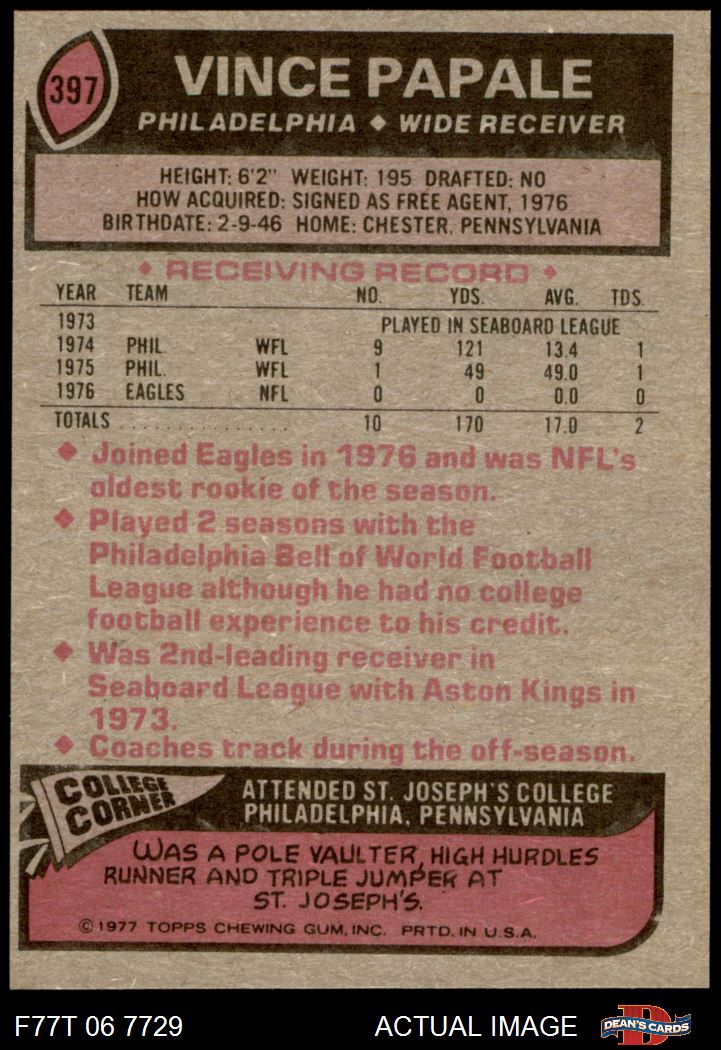 397
VINCE PAPALE
PHILADELPHIA ◆ WIDE RECEIVER
HEIGHT: 6'2" WEIGHT: 195 DRAFTED: NO
HOW ACQUIRED: SIGNED AS FREE AGENT, 1976
BIRTHDATE: 2-9-46 HOME: CHESTER, PENNSYLVANIA
◆ RECEIVING RECORD ◆
YEAR TEAM NO. YDS. AVG. TDS.
1973 PLAYED IN SEABOARD LEAGUE
1974 PHIL. WFL 9 121 13.4 1
1975 PHIL. WFL 1 49 49.0 1
1976 EAGLES NFL 0 0 0.0 0
TOTALS . . . . . . . . . . . . . . . 10 170 17.0 2
◆ Joined Eagles in 1976 and was NFL's
oldest rookie of the season.
◆ Played 2 seasons with the
Philadelphia Bell of World Football
League although he had no college
football experience to his credit.
◆ Was 2nd-leading receiver in
Seaboard League with Aston Kings in
1973.
◆ Coaches track during the off-season.
COLLEGE
CORNER
ATTENDED ST. JOSEPH'S COLLEGE
PHILADELPHIA, PENNSYLVANIA
WAS A POLE VAULTER, HIGH HURDLES
RUNNER AND TRIPLE JUMPER AT
ST. JOSEPH'S.
©1977 TOPPS CHEWING GUM, INC. PRTD. IN U.S.A.
F77T 06 7729 ACTUAL IMAGE
D
DEAN'S CARDS